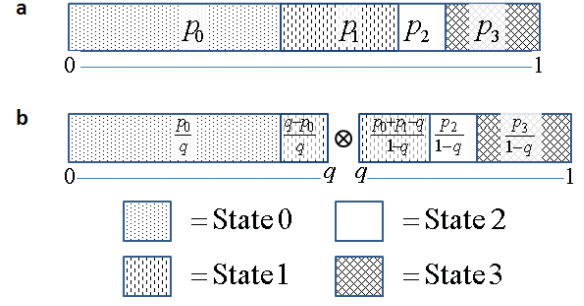 a
p₀ p₁ p₂ p₃
0 1
b
p₀/q q-p₀/q ⊗ p₀+p₁-q/1-q p₂/1-q p₃/1-q
0 q q 1
= State 0 = State 2
= State 1 = State 3